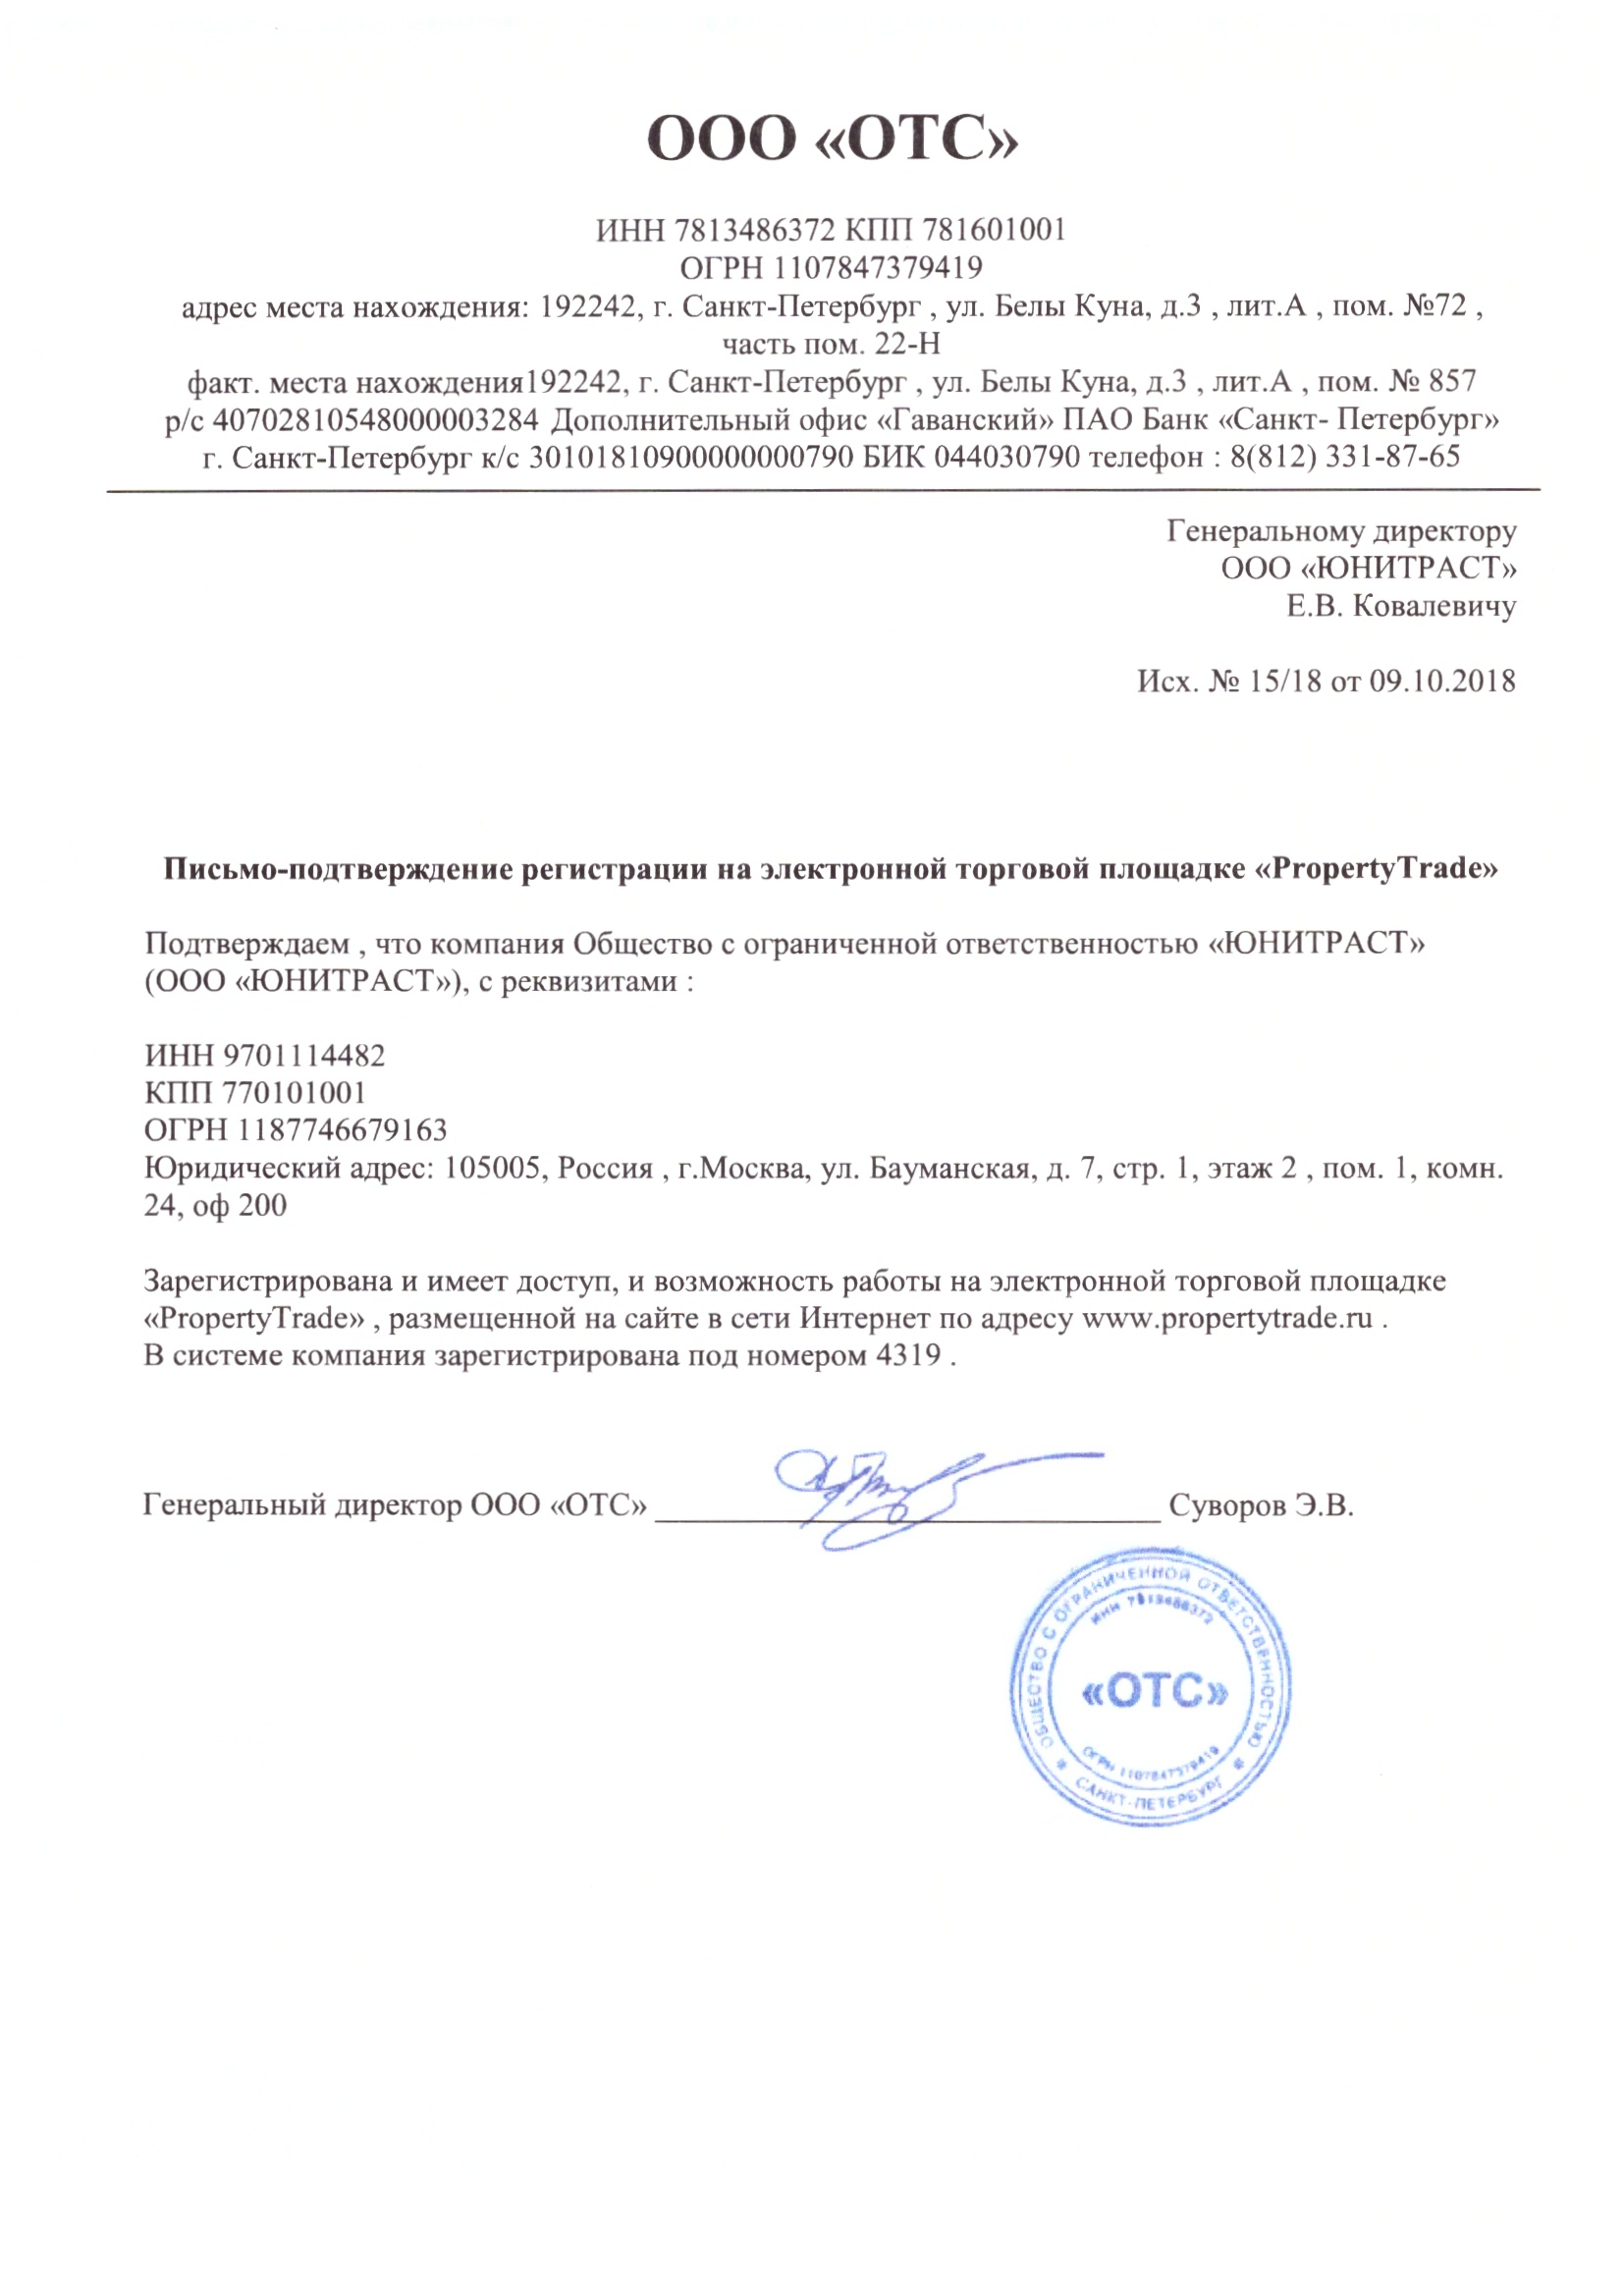 ООО «ОТС»
ИНН 7813486372 КПП 781601001
ОГРН 1107847379419
адрес места нахождения: 192242, г. Санкт-Петербург , ул. Белы Куна, д.3 , лит.А , пом. №72 ,
часть пом. 22-Н
факт. места нахождения192242, г. Санкт-Петербург , ул. Белы Куна, д.3 , лит.А , пом. № 857
р/с 40702810548000003284 Дополнительный офис «Гаванский» ПАО Банк «Санкт- Петербург»
г. Санкт-Петербург к/с 30101810900000000790 БИК 044030790 телефон : 8(812) 331-87-65
Генеральному директору
ООО «ЮНИТРАСТ»
Е.В. Ковалевичу
Исх. № 15/18 от 09.10.2018
Письмо-подтверждение регистрации на электронной торговой площадке «PropertyTrade»
Подтверждаем , что компания Общество с ограниченной ответственностью «ЮНИТРАСТ»
(ООО «ЮНИТРАСТ»), с реквизитами :
ИНН 9701114482
КПП 770101001
ОГРН 1187746679163
Юридический адрес: 105005, Россия , г.Москва, ул. Бауманская, д. 7, стр. 1, этаж 2 , пом. 1, комн.
24, оф 200
Зарегистрирована и имеет доступ, и возможность работы на электронной торговой площадке
«PropertyTrade» , размещенной на сайте в сети Интернет по адресу www.propertytrade.ru .
В системе компания зарегистрирована под номером 4319 .
Генеральный директор ООО «ОТС» Суворов Э.В.
ОБЩЕСТВО С ОГРАНИЧЕННОЙ ОТВЕТСТВЕННОСТЬЮ
ИНН 7813486372
«ОТС»
ОГРН 1107847379419
САНКТ-ПЕТЕРБУРГ